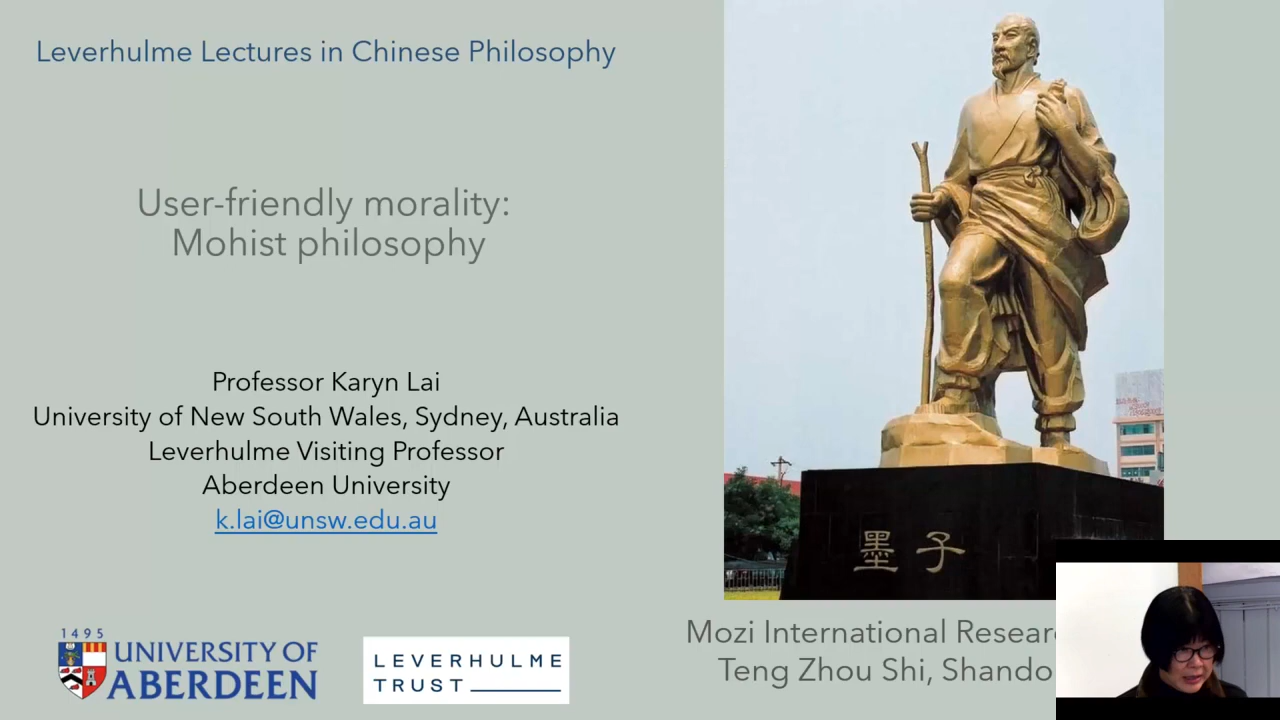 Leverhulme Lectures in Chinese Philosophy
User-friendly morality:
Mohist philosophy
Professor Karyn Lai
University of New South Wales, Sydney, Australia
Leverhulme Visiting Professor
Aberdeen University
k.lai@unsw.edu.au
1495
UNIVERSITY OF
ABERDEEN
LEVERHULME
TRUST
墨子
Mozi International
Teng Zhou Shi,